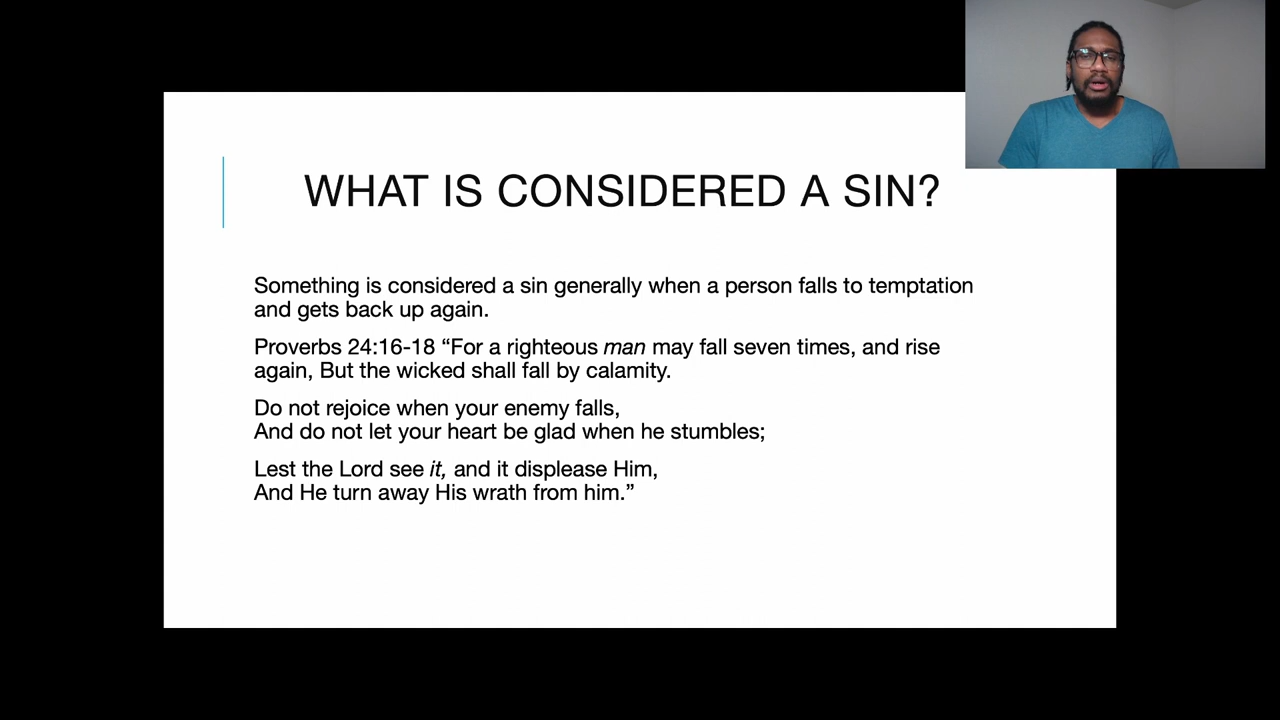 WHAT IS CONSIDERED A SIN?
Something is considered a sin generally when a person falls to temptation
and gets back up again.
Proverbs 24:16-18 “For a righteous man may fall seven times, and rise
again, But the wicked shall fall by calamity.
Do not rejoice when your enemy falls,
And do not let your heart be glad when he stumbles;
Lest the Lord see it, and it displease Him,
And He turn away His wrath from him.”